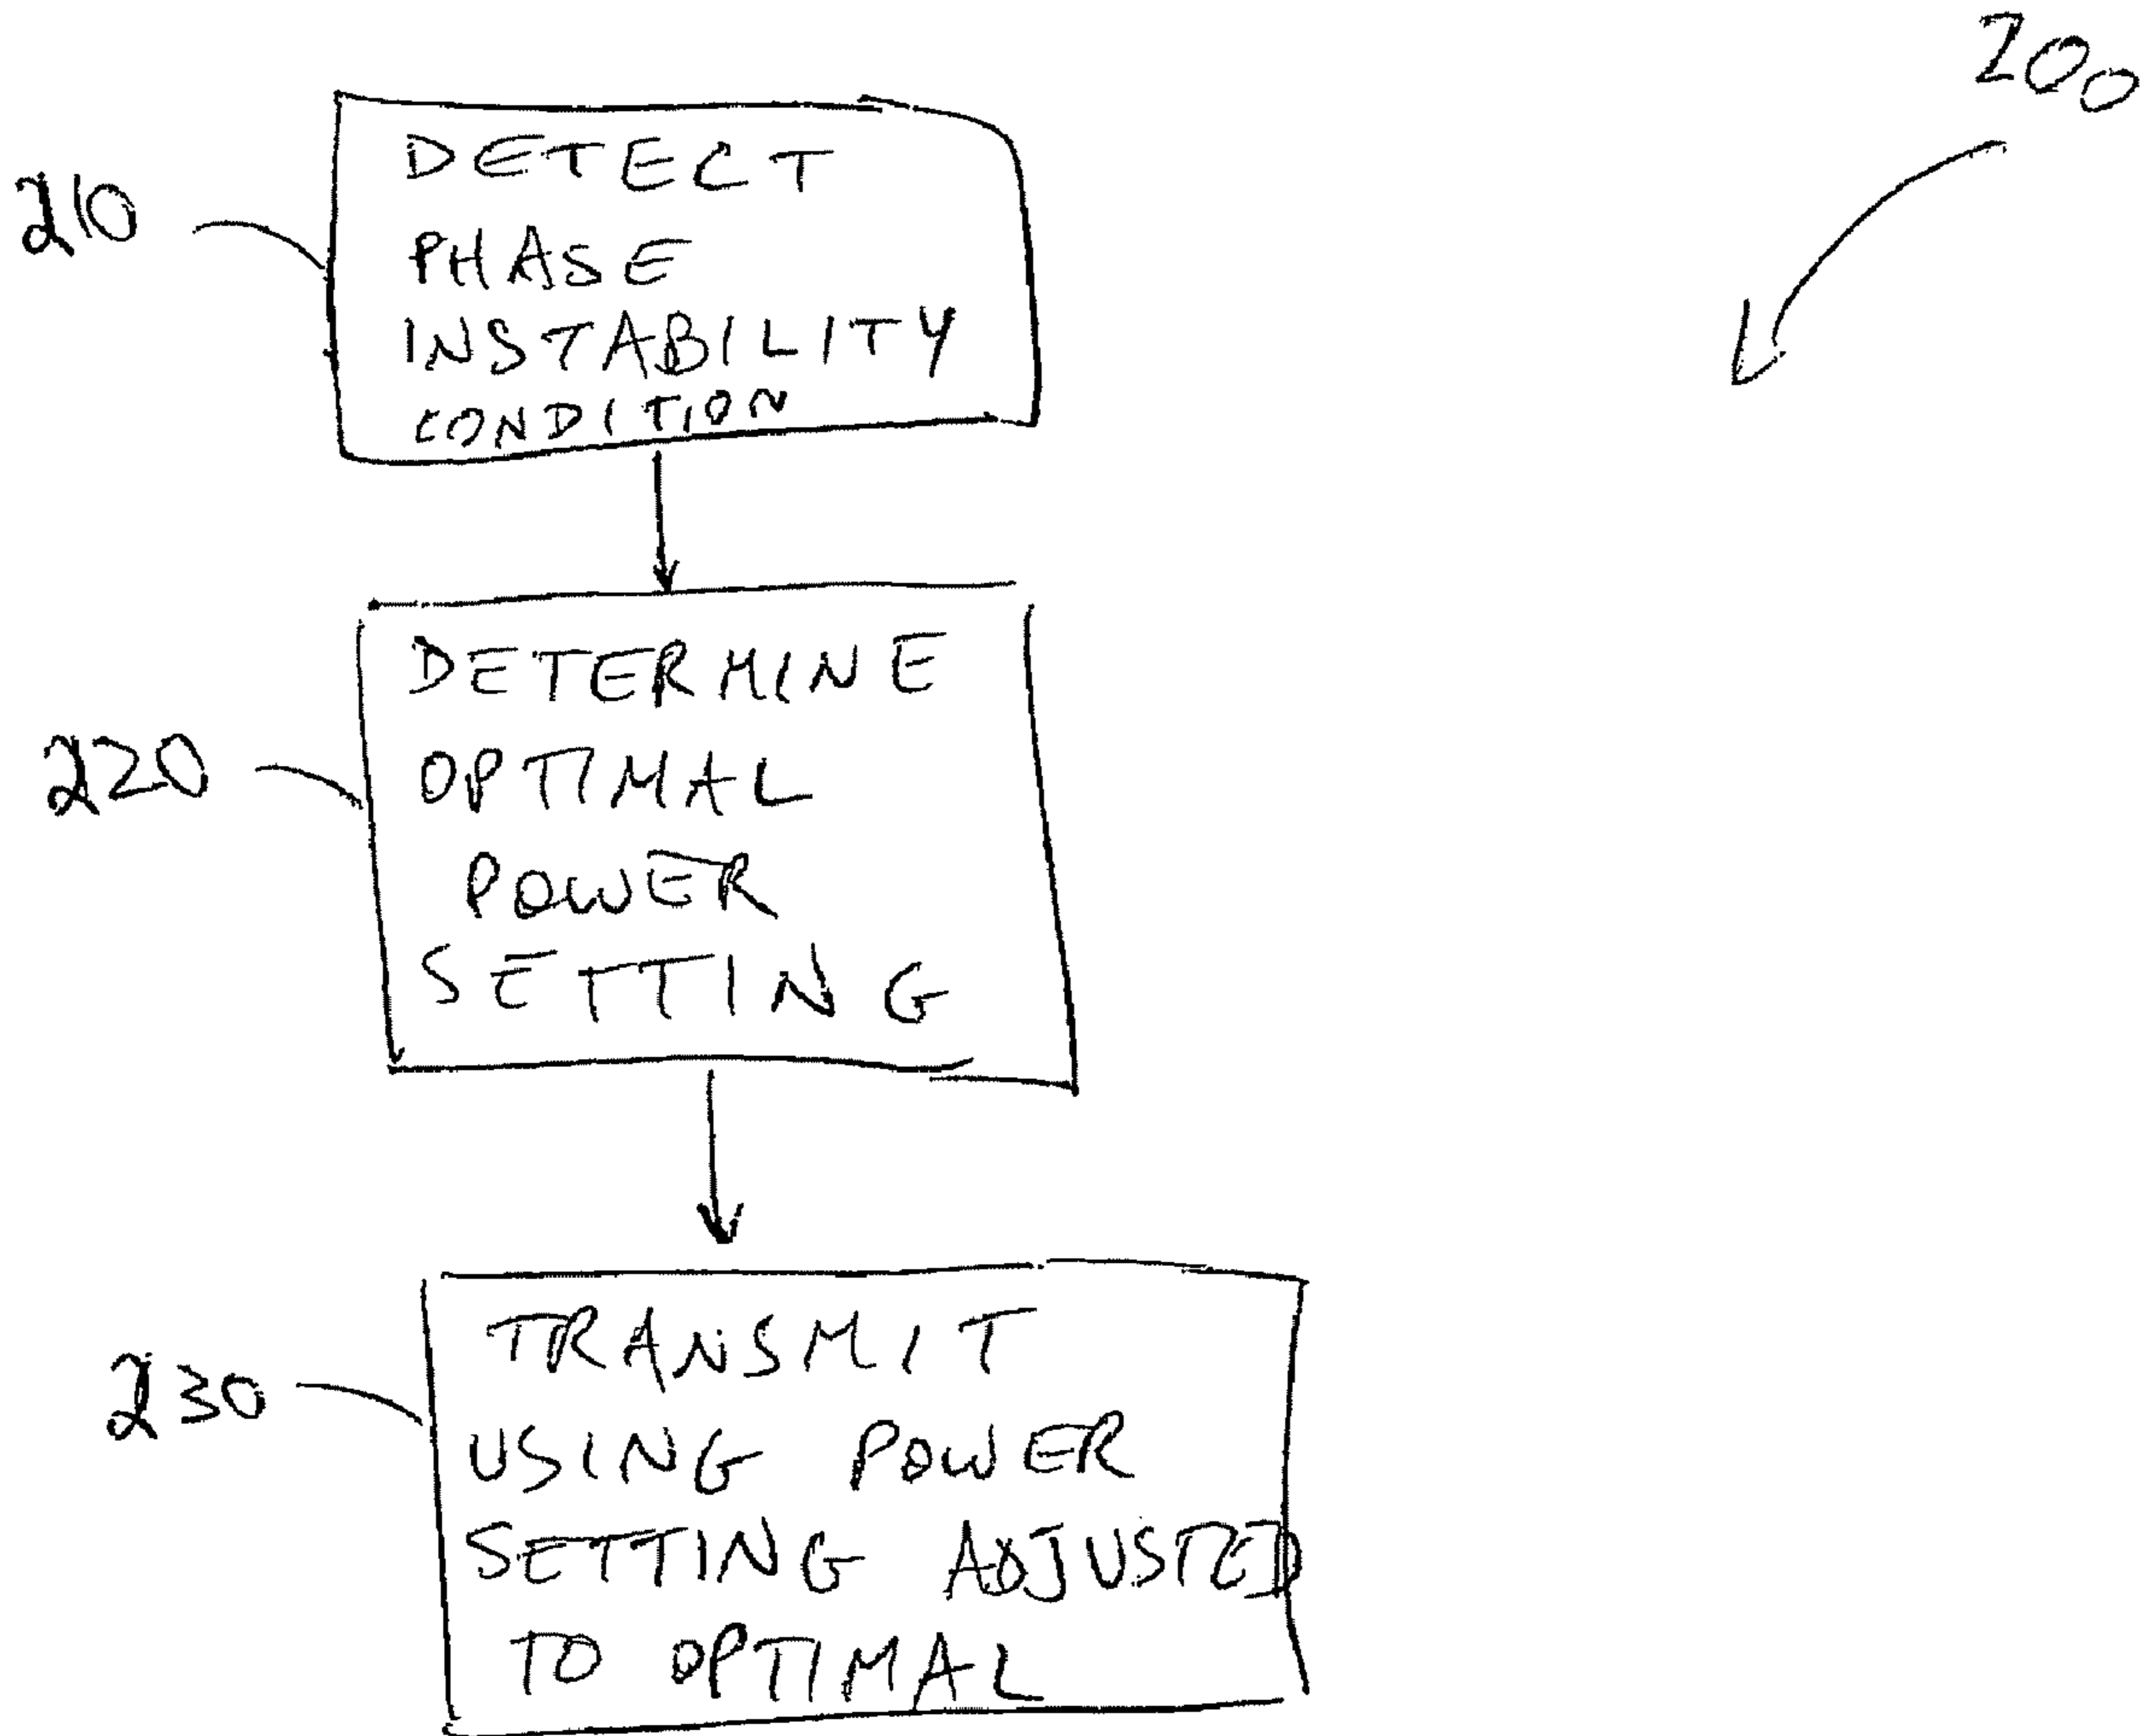 200
210
DETECT
PHASE
INSTABILITY
CONDITION
220
DETERMINE
OPTIMAL
POWER
SETTING
230
TRANSMIT
USING POWER
SETTING ADJUSTED
TO OPTIMAL